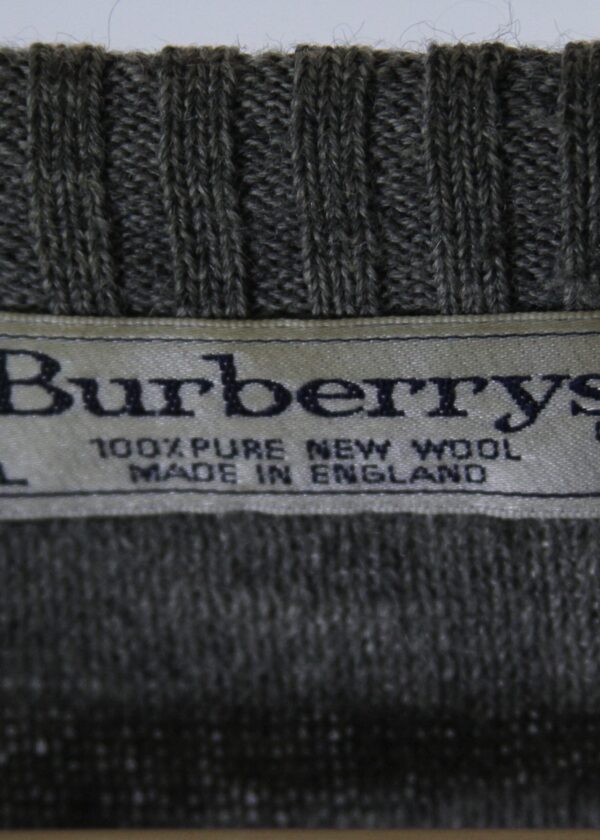 Burberrys
100% PURE NEW WOOL
L MADE IN ENGLAND